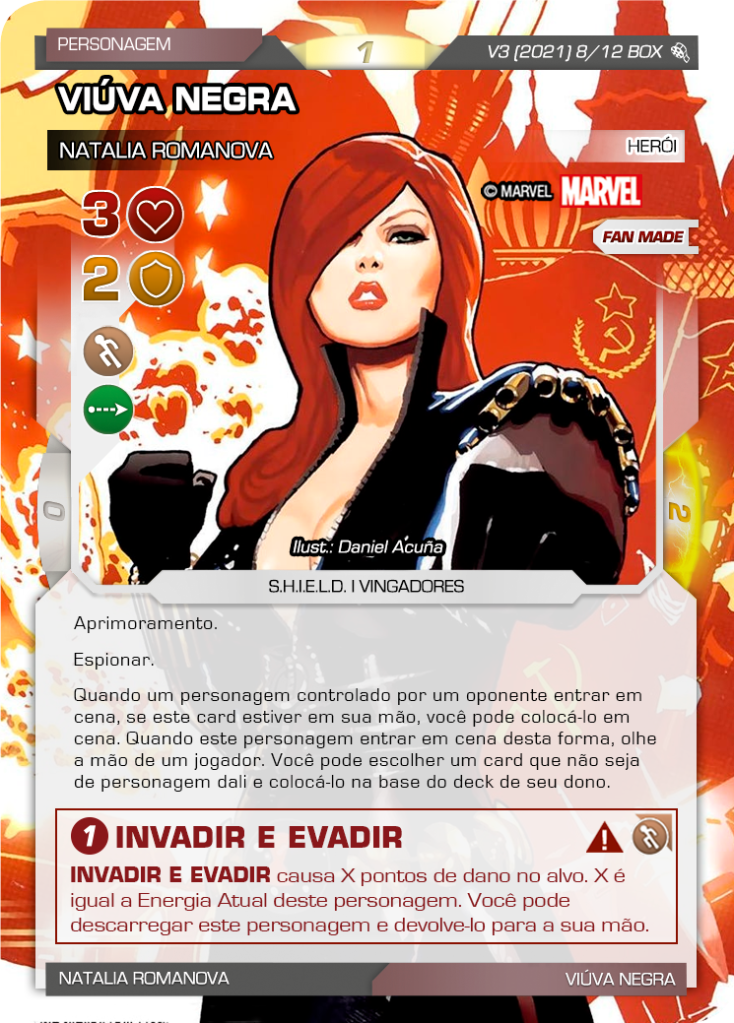 PERSONAGEM
1
V3 (2021) 8/12 BOX
VIÚVA NEGRA
NATALIA ROMANOVA
HERÓI
3
© MARVEL MARVEL
FAN MADE
2
0
2
Ilust.: Daniel Acuña
S.H.I.E.L.D. | VINGADORES
Aprimoramento.
Espionar.
Quando um personagem controlado por um oponente entrar em
cena, se este card estiver em sua mão, você pode colocá-lo em
cena. Quando este personagem entrar em cena desta forma, olhe
a mão de um jogador. Você pode escolher um card que não seja
de personagem dali e colocá-lo na base do deck de seu dono.
1 INVADIR E EVADIR
INVADIR E EVADIR causa X pontos de dano no alvo. X é
igual a Energia Atual deste personagem. Você pode
descarregar este personagem e devolve-lo para a sua mão.
NATALIA ROMANOVA
VIÚVA NEGRA